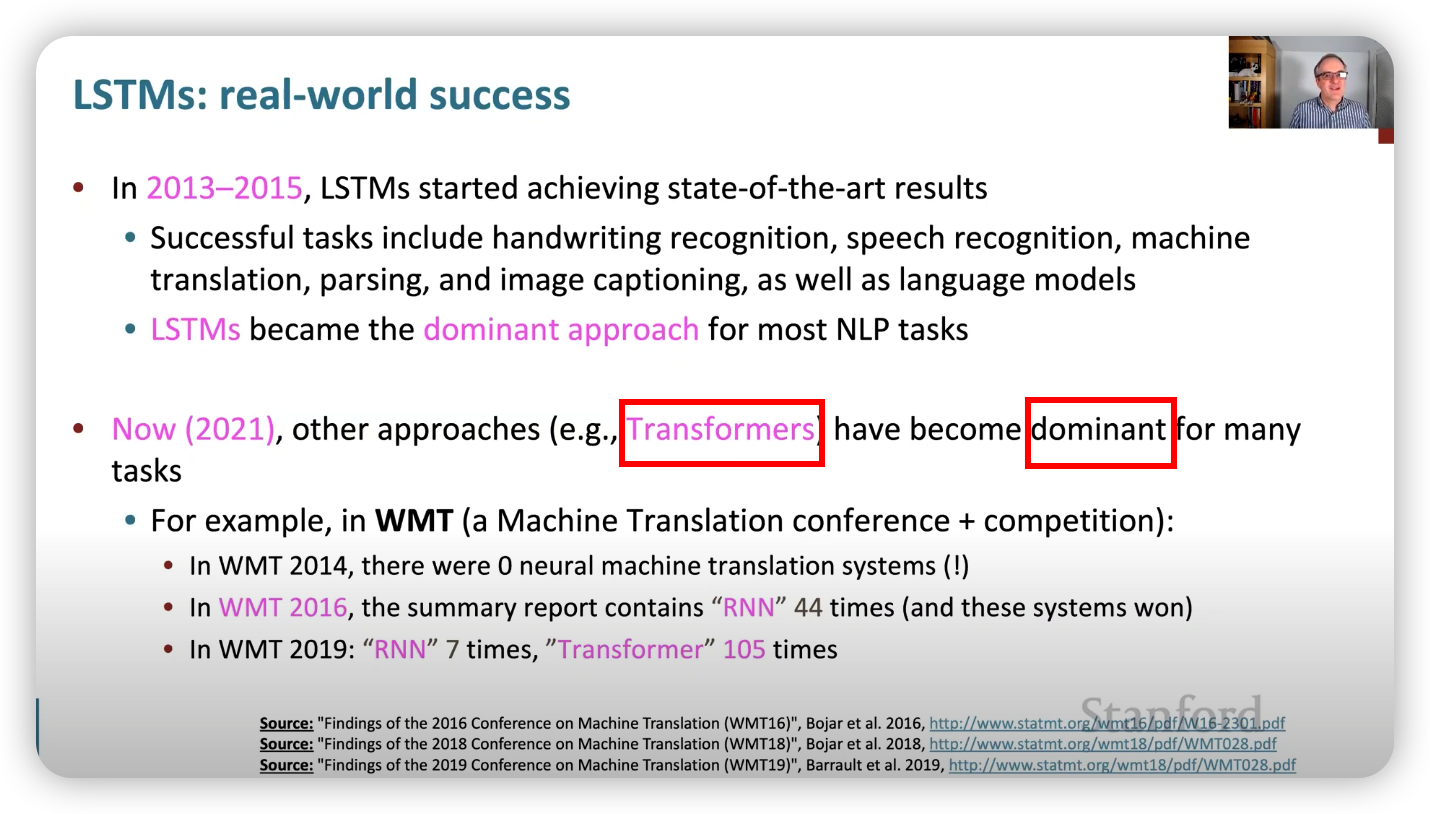 LSTMs: real-world success
• In 2013–2015, LSTMs started achieving state-of-the-art results
• Successful tasks include handwriting recognition, speech recognition, machine
translation, parsing, and image captioning, as well as language models
• LSTMs became the dominant approach for most NLP tasks
• Now (2021), other approaches (e.g., Transformers) have become dominant for many
tasks
• For example, in WMT (a Machine Translation conference + competition):
• In WMT 2014, there were 0 neural machine translation systems (!)
• In WMT 2016, the summary report contains “RNN” 44 times (and these systems won)
• In WMT 2019: “RNN” 7 times, ”Transformer” 105 times
Stanford
Source: "Findings of the 2016 Conference on Machine Translation (WMT16)", Bojar et al. 2016, http://www.statmt.org/wmt16/pdf/W16-2301.pdf
Source: "Findings of the 2018 Conference on Machine Translation (WMT18)", Bojar et al. 2018, http://www.statmt.org/wmt18/pdf/WMT028.pdf
Source: "Findings of the 2019 Conference on Machine Translation (WMT19)", Barrault et al. 2019, http://www.statmt.org/wmt18/pdf/WMT028.pdf